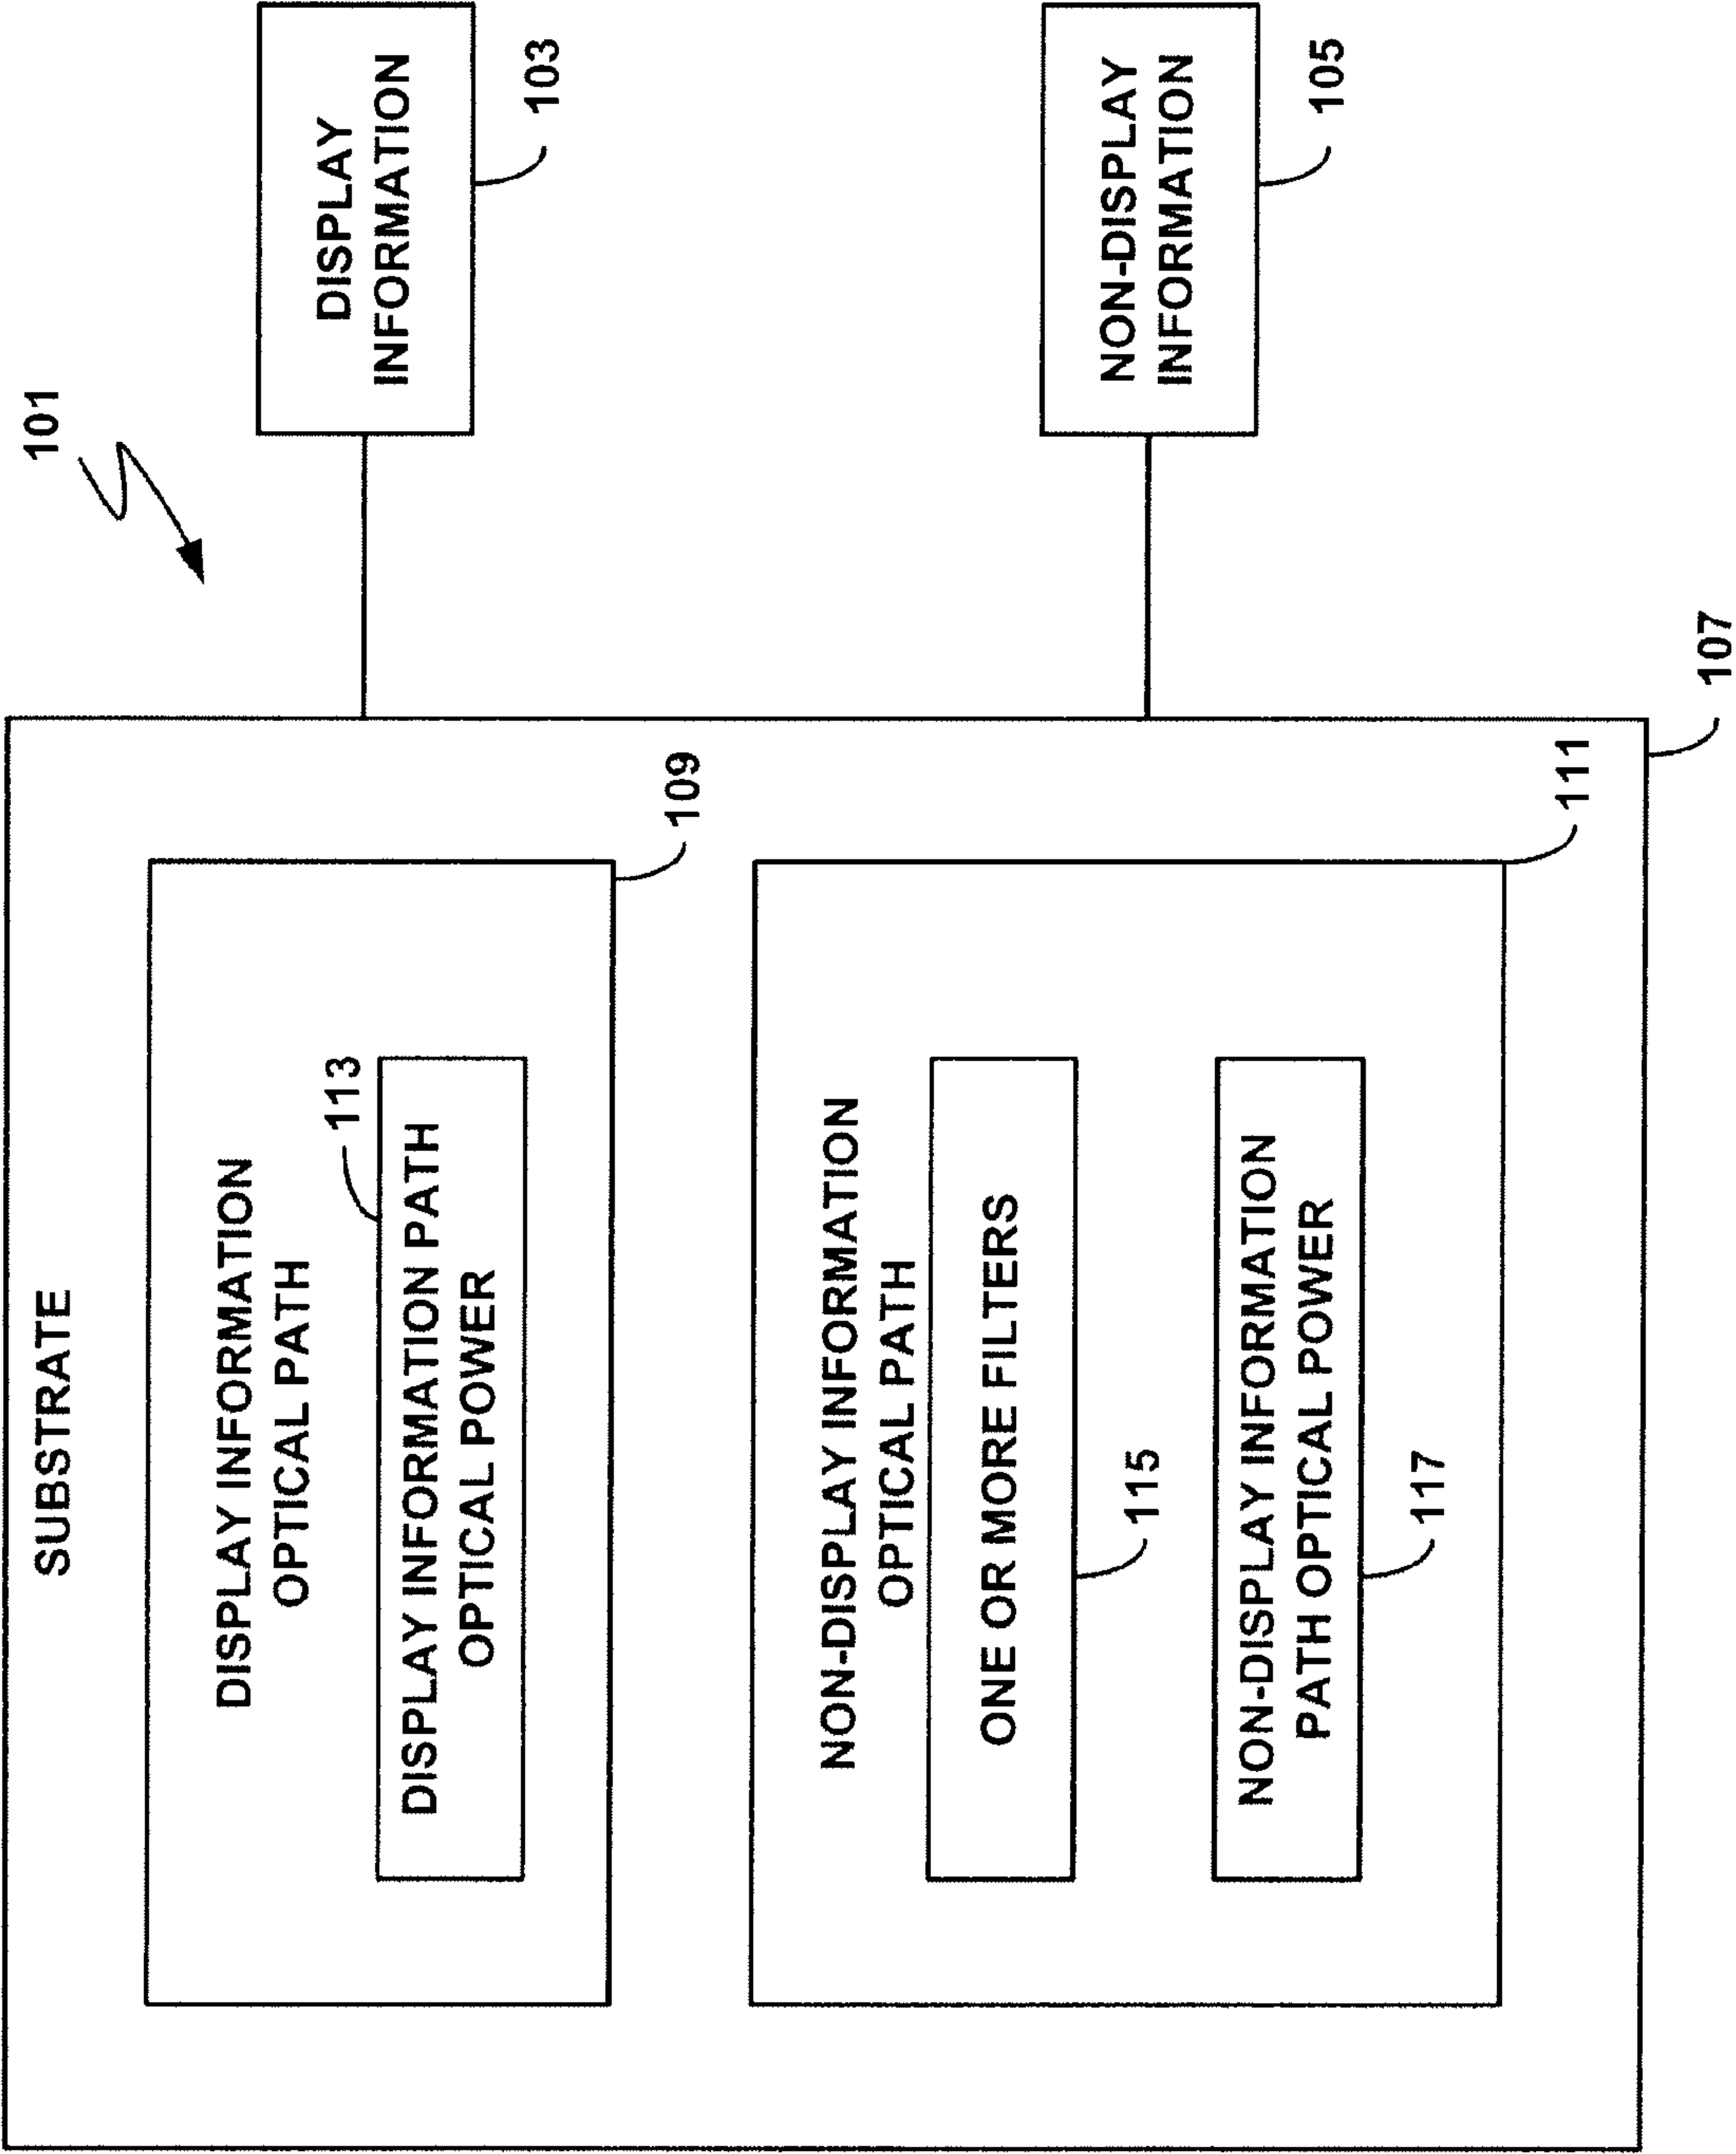 101
DISPLAY
INFORMATION
103
NON-DISPLAY
INFORMATION
105
107
SUBSTRATE
DISPLAY INFORMATION
OPTICAL PATH
109
113
DISPLAY INFORMATION PATH
OPTICAL POWER
NON-DISPLAY INFORMATION
OPTICAL PATH
111
ONE OR MORE FILTERS
115
NON-DISPLAY INFORMATION
PATH OPTICAL POWER
117